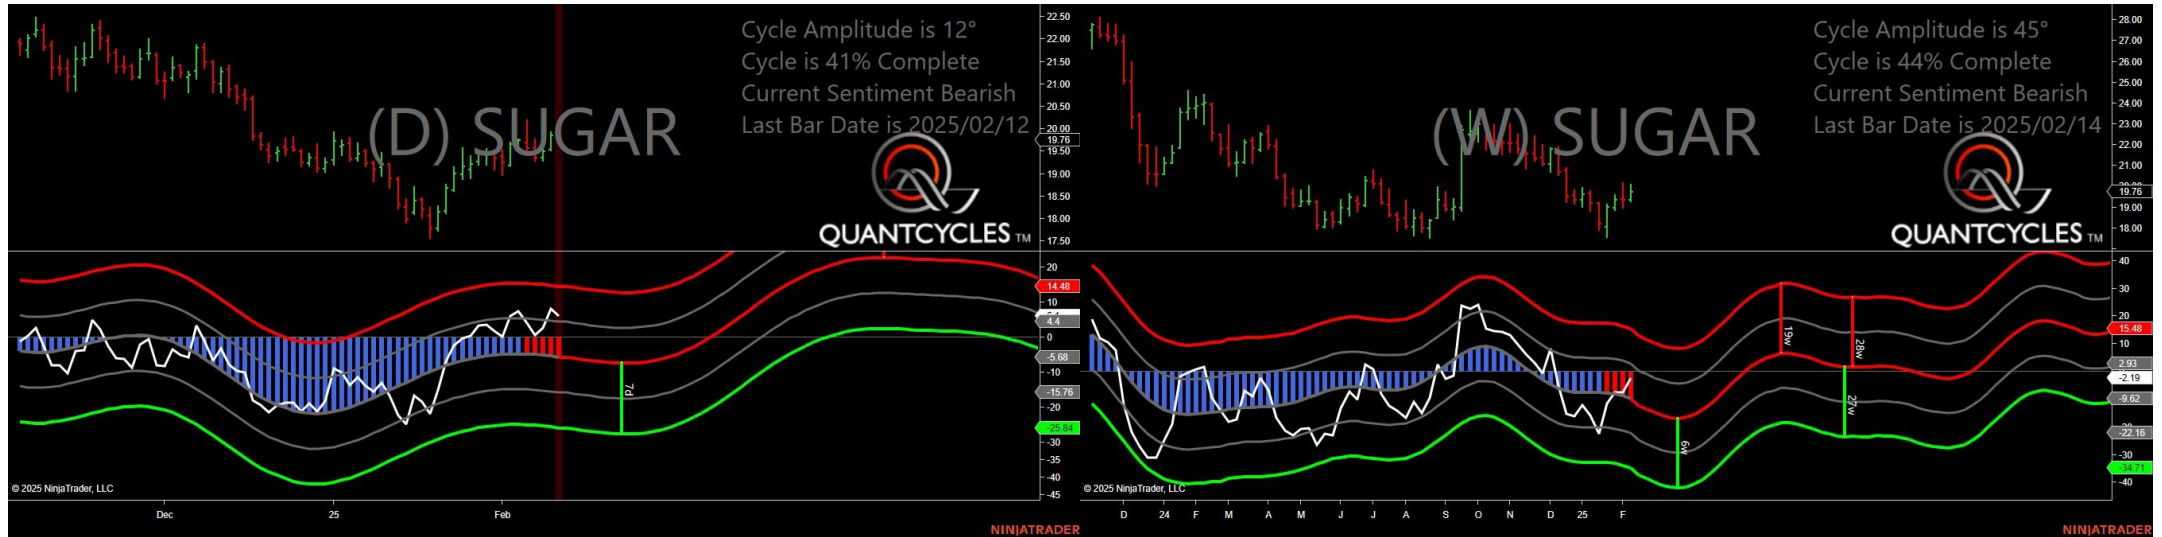 Cycle Amplitude is 12°
Cycle is 41% Complete
Current Sentiment Bearish
Last Bar Date is 2025/02/12
(D) SUGAR
QUANTCYCLES TM
22.50
22.00
21.50
21.00
20.50
20.00
19.76
19.50
19.00
18.50
18.00
17.50
20
14.48
10
4.4
0
-5.68
-10
-15.76
-20
-25.84
-30
-35
-40
-45
7d
© 2025 NinjaTrader, LLC
Dec
25
Feb
NINJATRADER
Cycle Amplitude is 45°
Cycle is 44% Complete
Current Sentiment Bearish
Last Bar Date is 2025/02/14
(W) SUGAR
QUANTCYCLES TM
28.00
27.00
26.00
25.00
24.00
23.00
22.00
21.00
19.76
19.00
18.00
40
30
20
15.48
10
2.93
-2.19
-9.62
-22.16
-30
-34.71
-40
19w
28w
27w
6w
© 2025 NinjaTrader, LLC
D
24
F
M
A
M
J
J
A
S
O
N
D
25
F
NINJATRADER